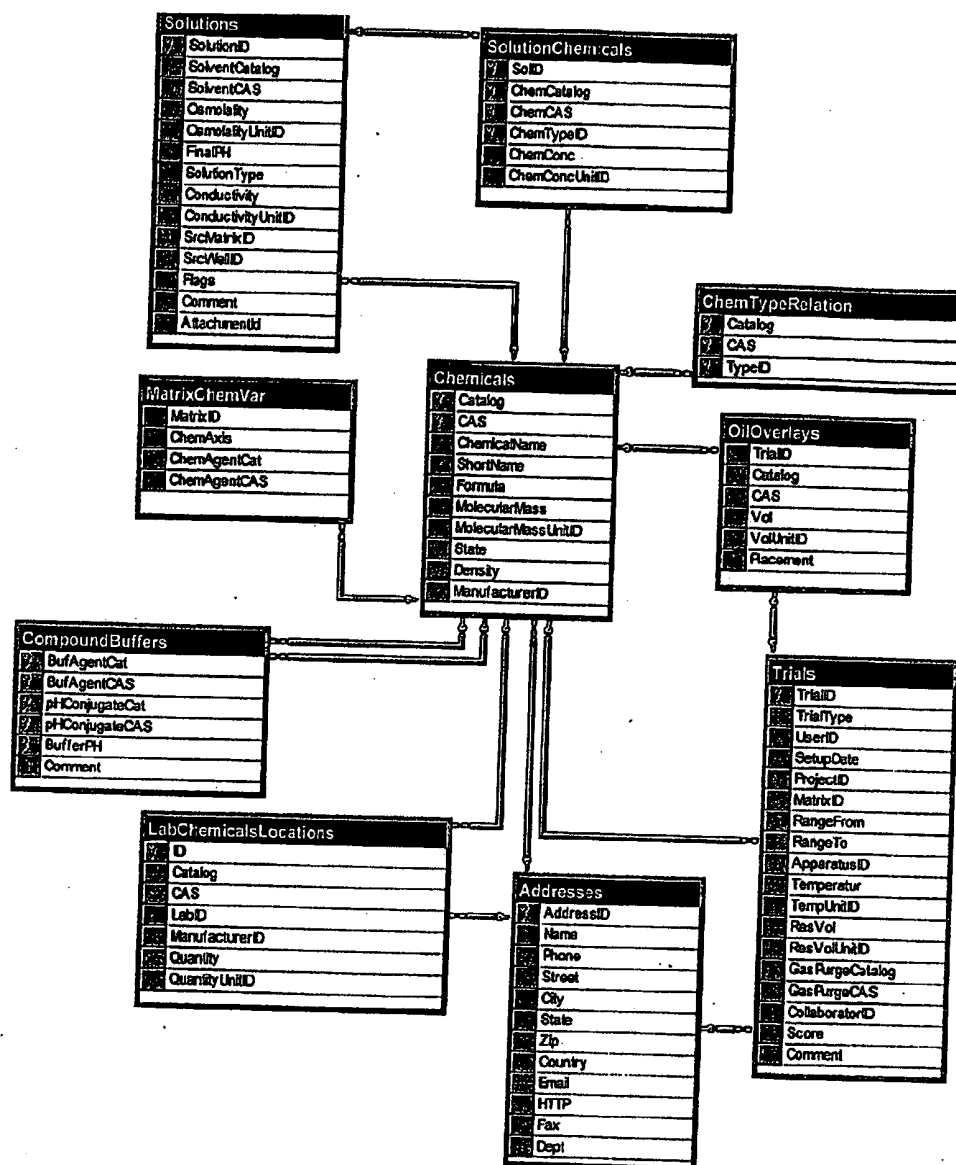 Solutions
SolutionID
SolventCatalog
SolventCAS
Osmolality
OsmolalityUnitID
FinalPH
SolutionType
Conductivity
ConductivityUnitID
SrcMatrixID
SrcWellID
Flags
Comment
AttachmentId
SolutionChemicals
SolID
ChemCatalog
ChemCAS
ChemTypeID
ChemConc
ChemConcUnitID
ChemTypeRelation
Catalog
CAS
TypeID
MatrixChemVar
MatrixID
ChemAxis
ChemAgentCat
ChemAgentCAS
Chemicals
Catalog
CAS
ChemicalName
ShortName
Formula
MolecularMass
MolecularMassUnitID
State
Density
ManufacturerID
OilOverlays
TrialID
Catalog
CAS
Vol
VolUnitID
Placement
CompoundBuffers
BufAgentCat
BufAgentCAS
pHConjugateCat
pHConjugateCAS
BufferPH
Comment
Trials
TrialID
TrialType
UserID
SetupDate
ProjectID
MatrixID
RangeFrom
RangeTo
ApparatusID
Temperatur
TempUnitID
ResVol
ResVolUnitID
GasPurgeCatalog
GasPurgeCAS
CollaboratorID
Score
Comment
LabChemicalsLocations
ID
Catalog
CAS
LabID
ManufacturerID
Quantity
QuantityUnitID
Addresses
AddressID
Name
Phone
Street
City
State
Zip
Country
Email
HTTP
Fax
Dept